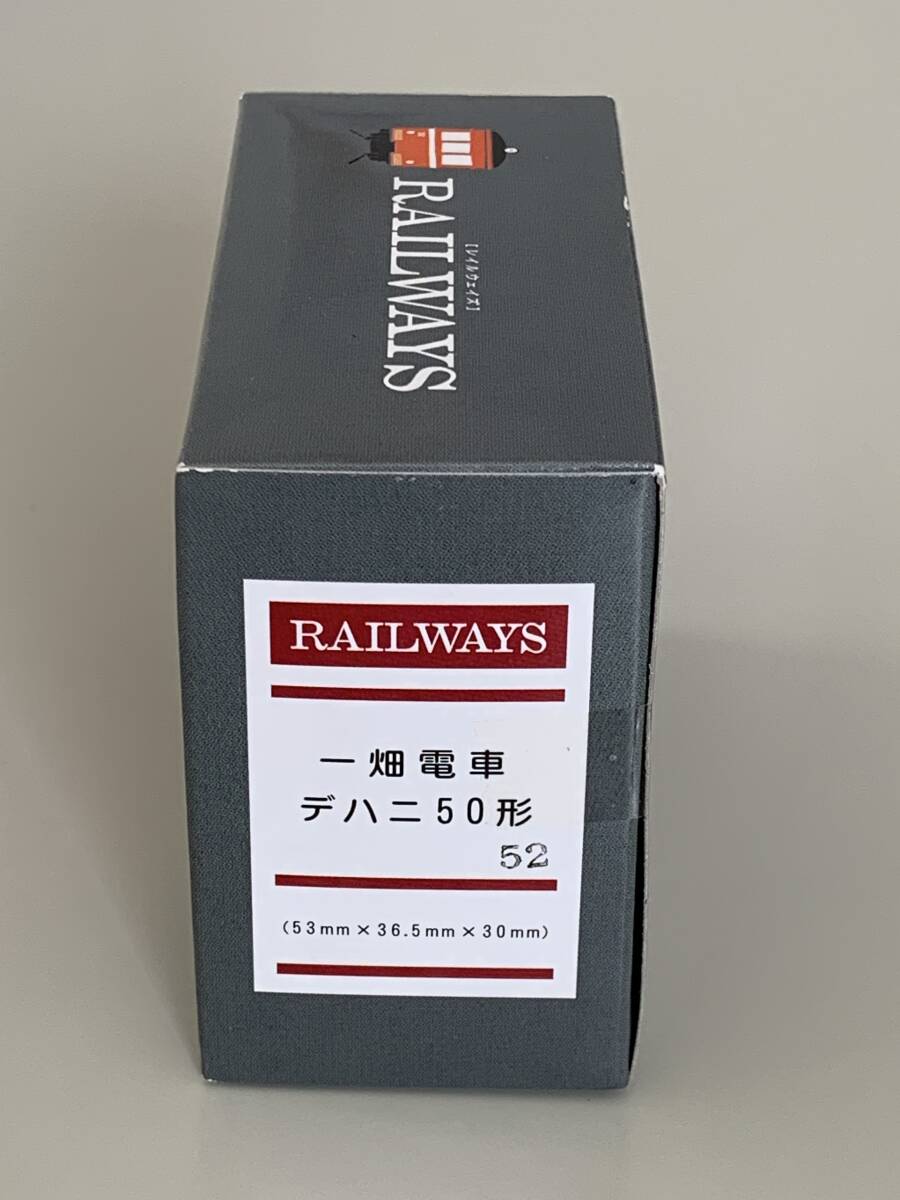 [レイルウェイズ]
RAILWAYS
RAILWAYS
一畑電車
デハニ50形
52
(53mm×36.5mm×30mm)